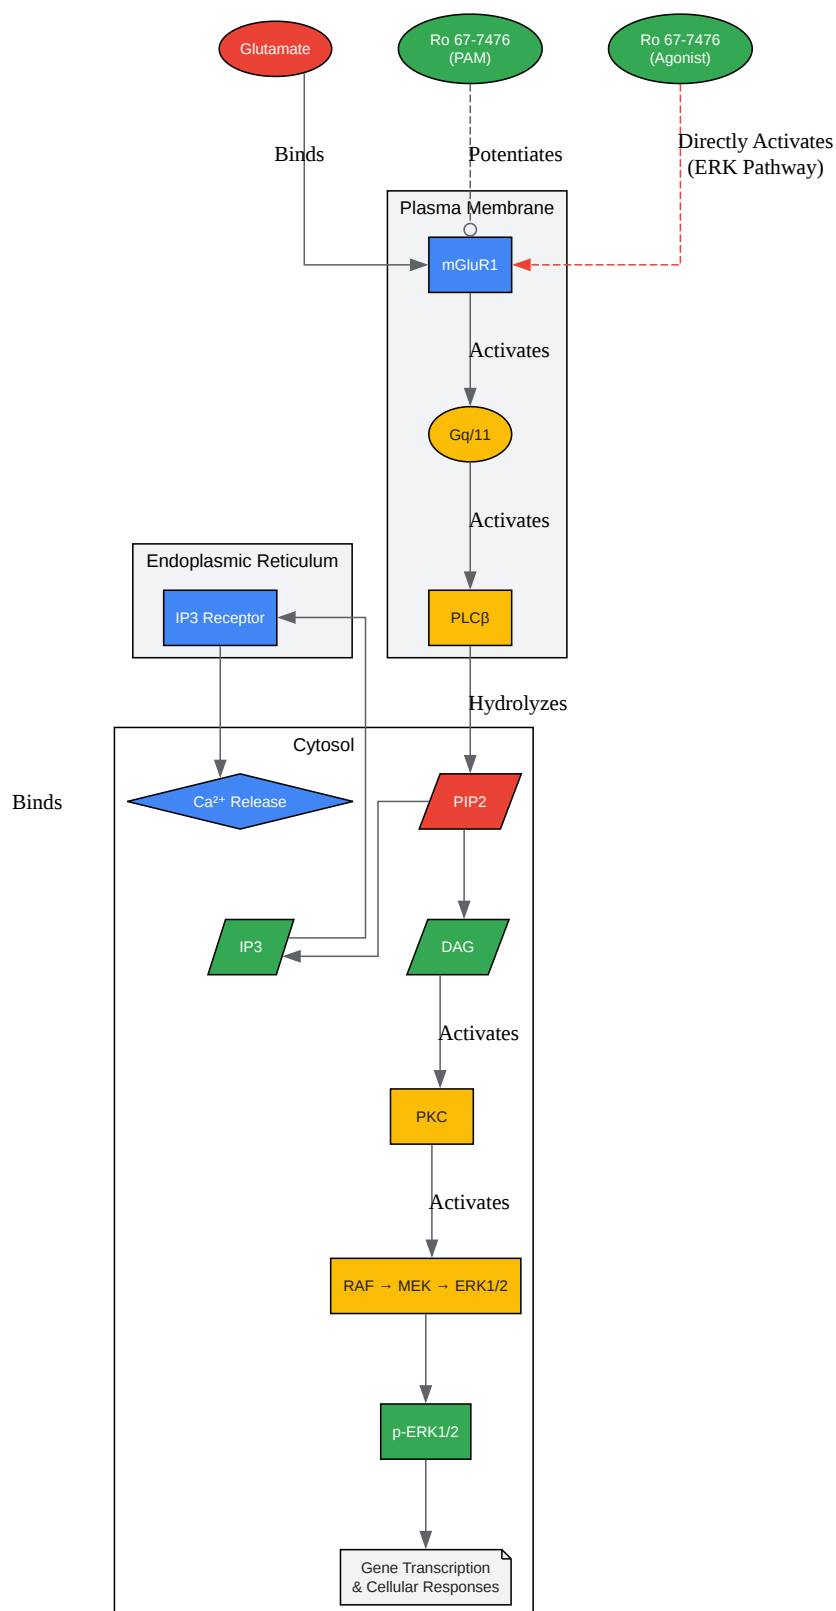 Glutamate
Ro 67-7476
(PAM)
Ro 67-7476
(Agonist)
Binds
Potentiates
Directly Activates
(ERK Pathway)
Plasma Membrane
mGluR1
Activates
Gq/11
Activates
Endoplasmic Reticulum
IP3 Receptor
PLCβ
Hydrolyzes
Cytosol
Binds
Ca²⁺ Release
PIP2
IP3
DAG
Activates
PKC
Activates
RAF → MEK → ERK1/2
p-ERK1/2
Gene Transcription
& Cellular Responses